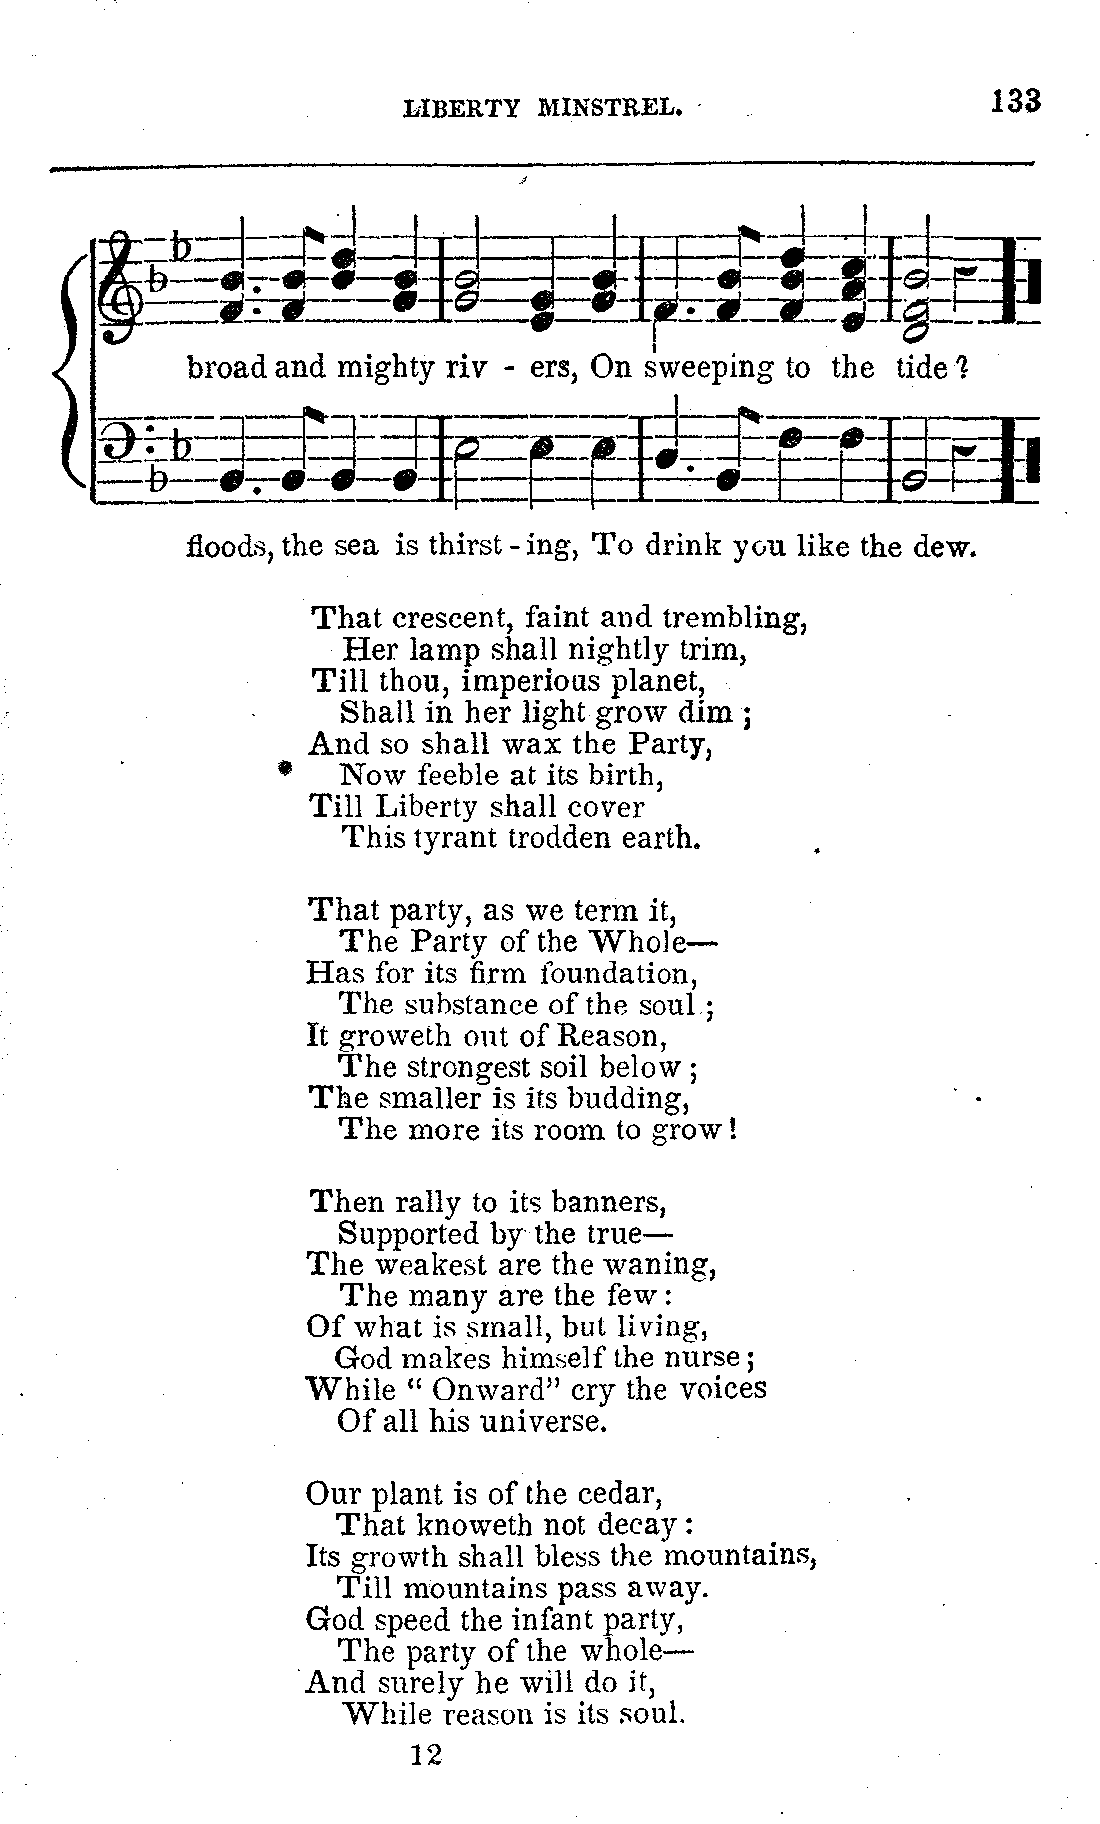 LIBERTY MINSTREL. 133
broad and mighty riv - ers, On sweeping to the tide?
floods, the sea is thirst - ing, To drink you like the dew.
That crescent, faint and trembling,
Her lamp shall nightly trim,
Till thou, imperious planet,
Shall in her light grow dim ;
And so shall wax the Party,
Now feeble at its birth,
Till Liberty shall cover
This tyrant trodden earth.
That party, as we term it,
The Party of the Whole—
Has for its firm foundation,
The substance of the soul ;
It groweth out of Reason,
The strongest soil below ;
The smaller is its budding,
The more its room to grow !
Then rally to its banners,
Supported by the true—
The weakest are the waning,
The many are the few :
Of what is small, but living,
God makes himself the nurse ;
While “ Onward” cry the voices
Of all his universe.
Our plant is of the cedar,
That knoweth not decay :
Its growth shall bless the mountains,
Till mountains pass away.
God speed the infant party,
The party of the whole—
And surely he will do it,
While reason is its soul.
12